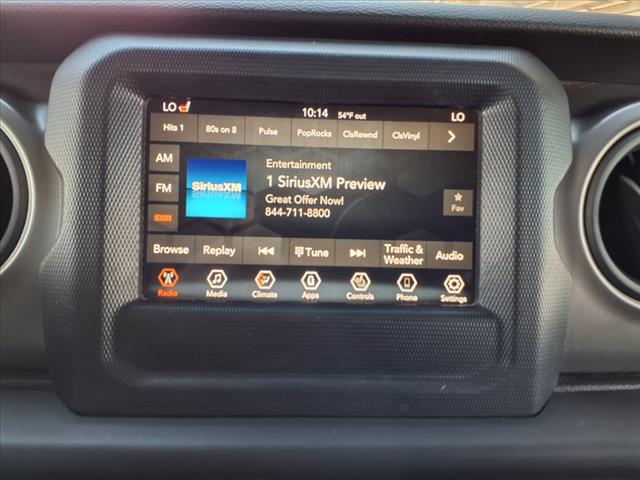 LO 10:14 54°F out LO
Hits 1 80s on 8 Pulse PopRocks ClsRewnd ClsVinyl
AM
FM
SXM
SiriusXM
Entertainment
1 SiriusXM Preview
Great Offer Now!
844-711-8800
Fav
Browse Replay Tune Traffic & Weather Audio
Radio Media Climate Apps Controls Phone Settings